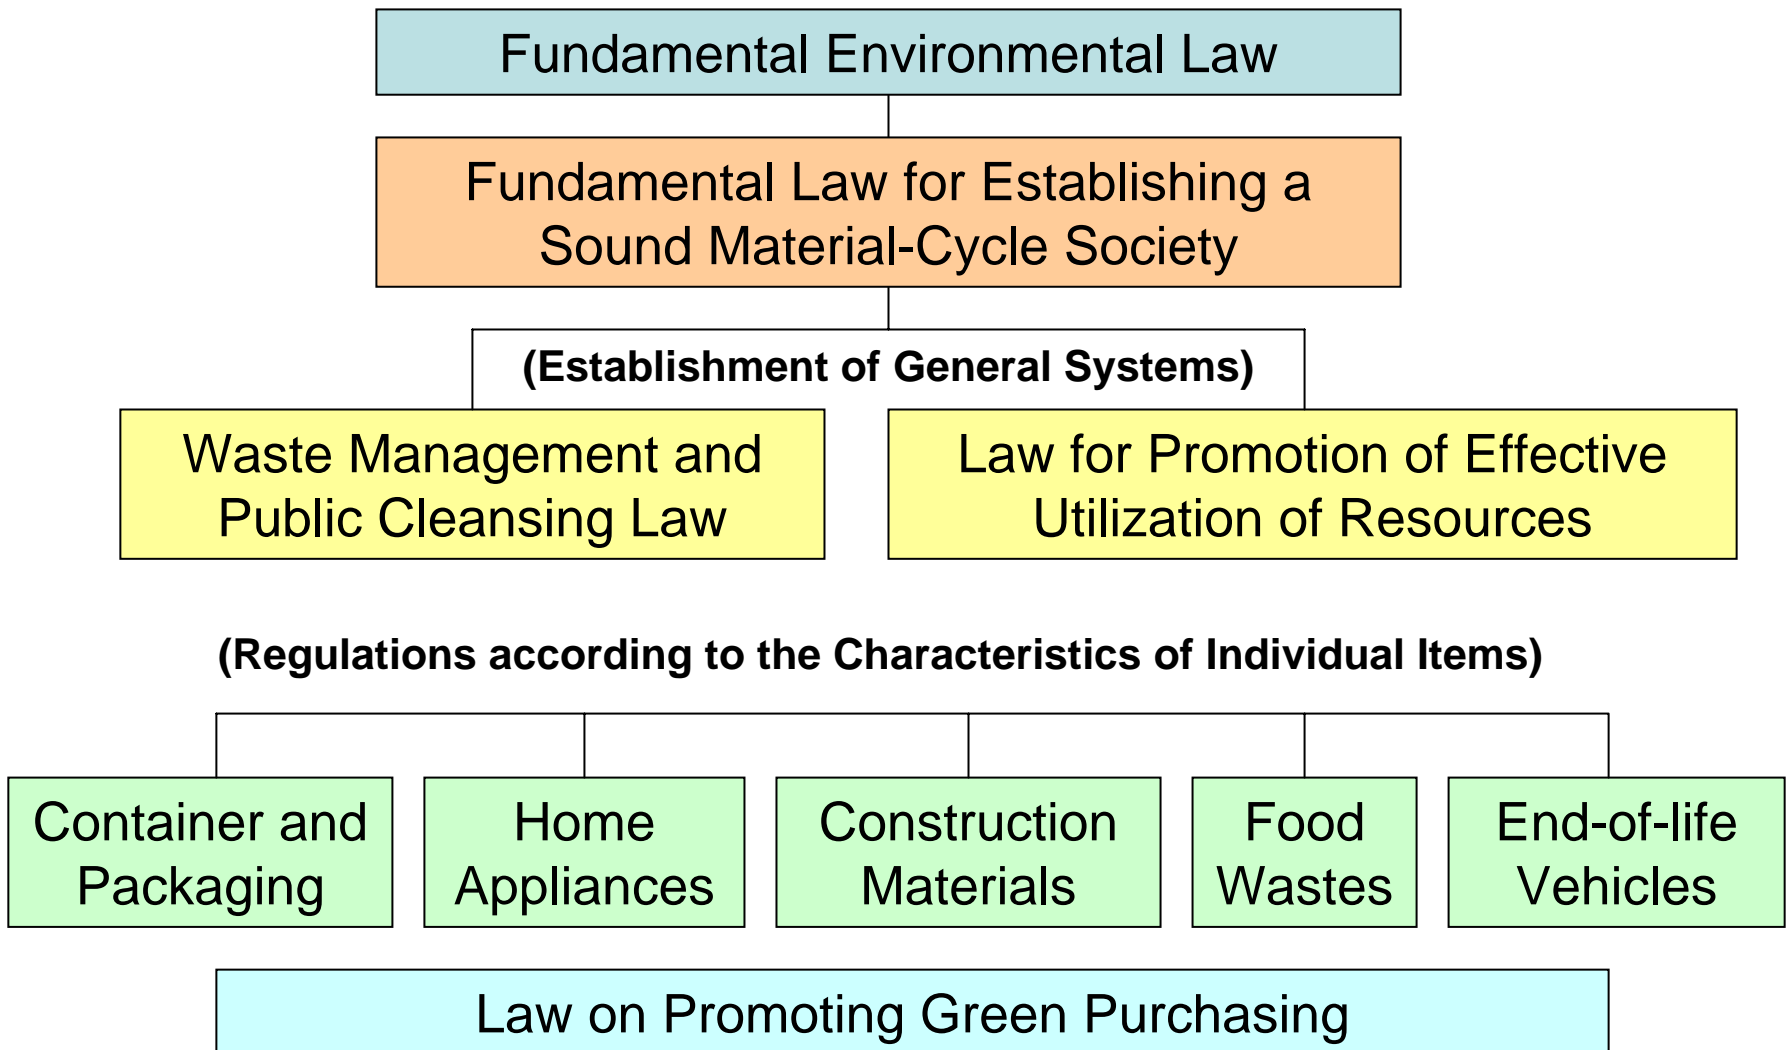 Fundamental Environmental Law
Fundamental Law for Establishing a
Sound Material-Cycle Society
(Establishment of General Systems)
Waste Management and
Public Cleansing Law
Law for Promotion of Effective
Utilization of Resources
(Regulations according to the Characteristics of Individual Items)
Container and
Packaging
Home
Appliances
Construction
Materials
Food
Wastes
End-of-life
Vehicles
Law on Promoting Green Purchasing